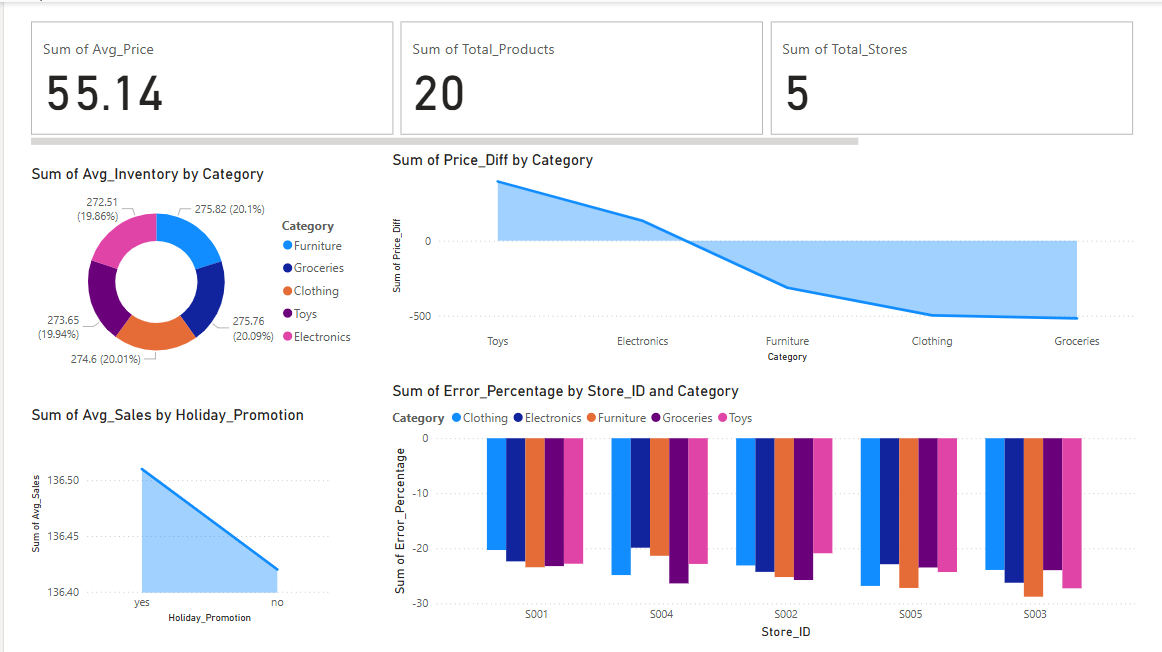 Sum of Avg_Price
55.14
Sum of Total_Products
20
Sum of Total_Stores
5
Sum of Avg_Inventory by Category
272.51
(19.86%)
275.82 (20.1%)
273.65
(19.94%)
275.76
(20.09%)
274.6 (20.01%)
Category
Furniture
Groceries
Clothing
Toys
Electronics
Sum of Price_Diff by Category
Sum of Price_Diff
0
-500
Toys
Electronics
Furniture
Clothing
Groceries
Category
Sum of Avg_Sales by Holiday_Promotion
Sum of Avg_Sales
136.50
136.45
136.40
yes
no
Holiday_Promotion
Sum of Error_Percentage by Store_ID and Category
Category Clothing Electronics Furniture Groceries Toys
Sum of Error_Percentage
0
-10
-20
-30
S001
S004
S002
S005
S003
Store_ID